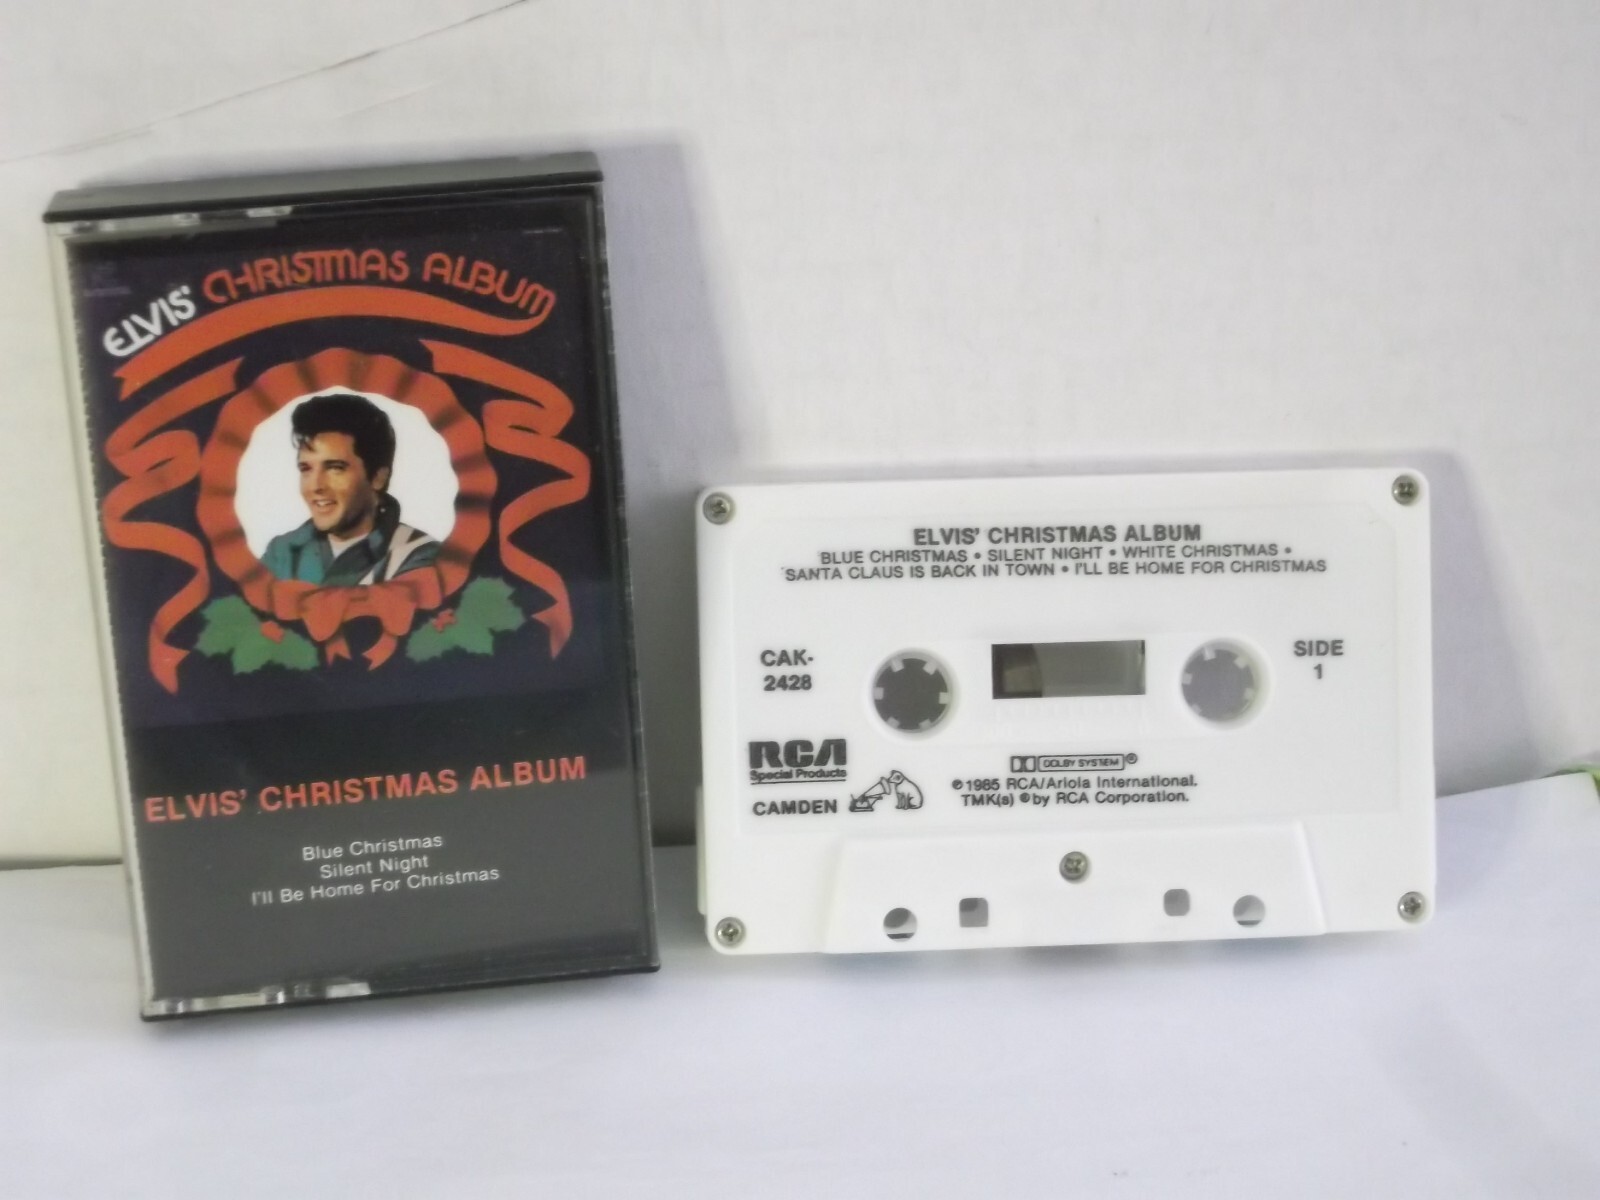 ELVIS' CHRISTMAS ALBUM
ELVIS' CHRISTMAS ALBUM
Blue Christmas
Silent Night
I'll Be Home For Christmas
ELVIS' CHRISTMAS ALBUM
BLUE CHRISTMAS • SILENT NIGHT • WHITE CHRISTMAS •
SANTA CLAUS IS BACK IN TOWN • I'LL BE HOME FOR CHRISTMAS
CAK-
2428
SIDE
1
RCA
Special Products
CAMDEN
DOLBY SYSTEM ®
℗ 1985 RCA/Ariola International.
TMK(s) ® by RCA Corporation.